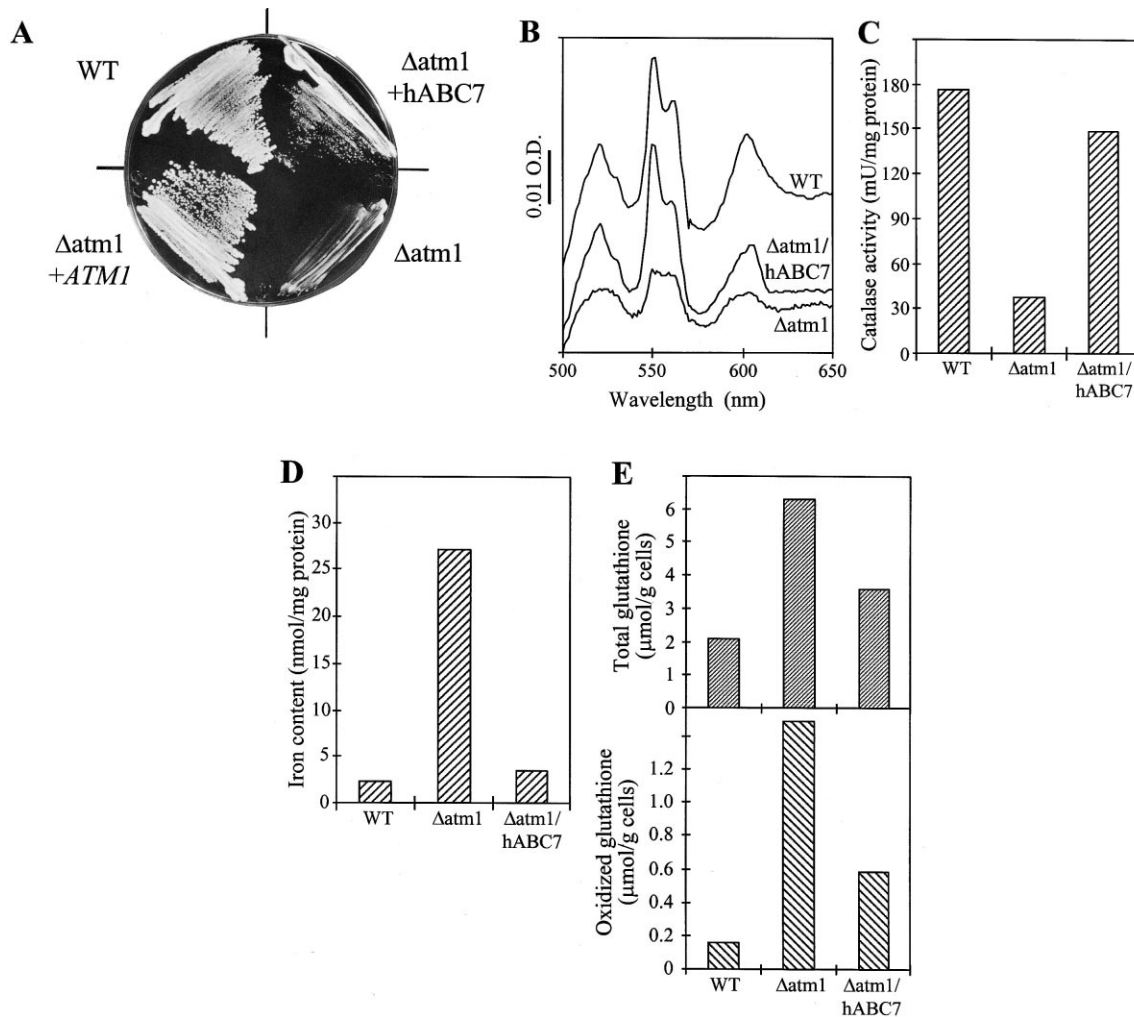 A
WT
Δatm1
+hABC7
Δatm1
+ATM1
Δatm1
B
0.01 O.D.
WT
Δatm1/
hABC7
Δatm1
500
550
600
650
Wavelength (nm)
C
Catalase activity (mU/mg protein)
180
150
120
90
60
30
0
WT
Δatm1
Δatm1/
hABC7
D
Iron content (nmol/mg protein)
30
25
20
15
10
5
0
WT
Δatm1
Δatm1/
hABC7
E
Total glutathione
(μmol/g cells)
6
5
4
3
2
1
0
Oxidized glutathione
(μmol/g cells)
1.2
1.0
0.8
0.6
0.4
0.2
0
WT
Δatm1
Δatm1/
hABC7